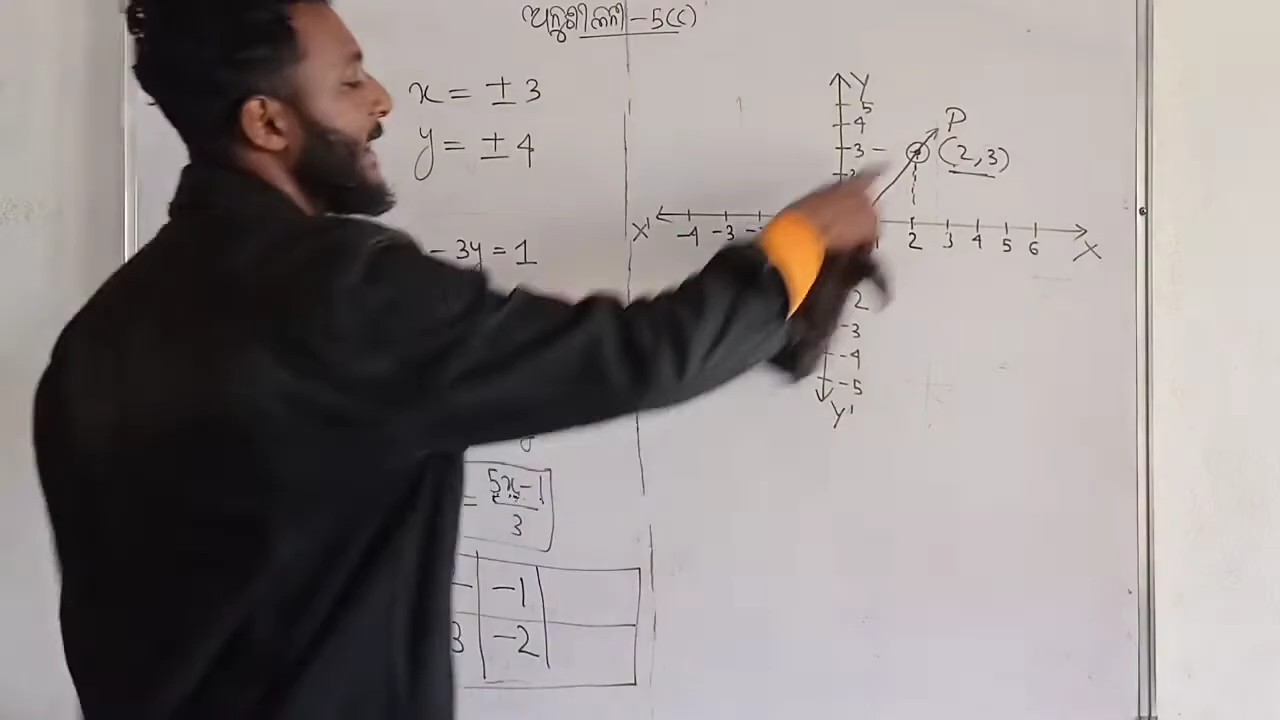 ଅନୁଶୀଳନୀ - 5(C)
x = ± 3
y = ± 4
- 3y = 1
= 5x-1
3
-1
3 -2
Y
5
4
3 -
P
(2,3)
X' -4 -3 2 3 4 5 6 X
2
-3
-4
-5
Y'